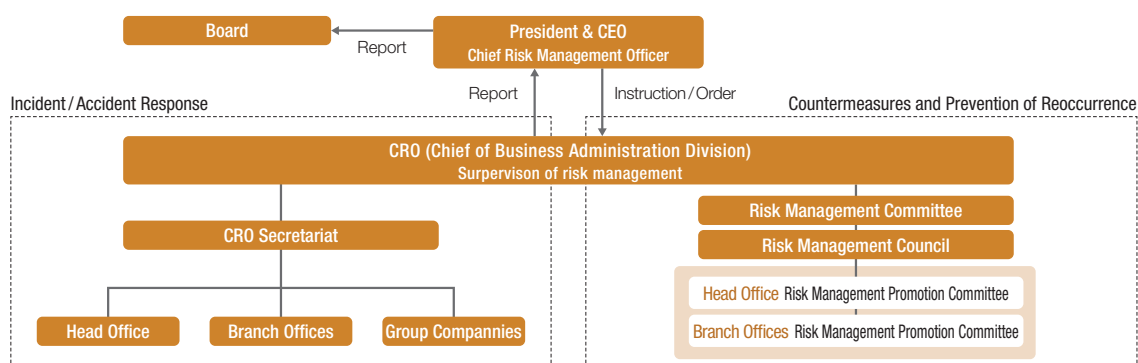 Board
President & CEO
Chief Risk Management Officer
Report
Incident / Accident Response
Report
Instruction / Order
Countermeasures and Prevention of Reoccurrence
CRO (Chief of Business Administration Division)
Surpervison of risk management
Risk Management Committee
CRO Secretariat
Risk Management Council
Head Office Risk Management Promotion Committee
Branch Offices Risk Management Promotion Committee
Head Office
Branch Offices
Group Compannies